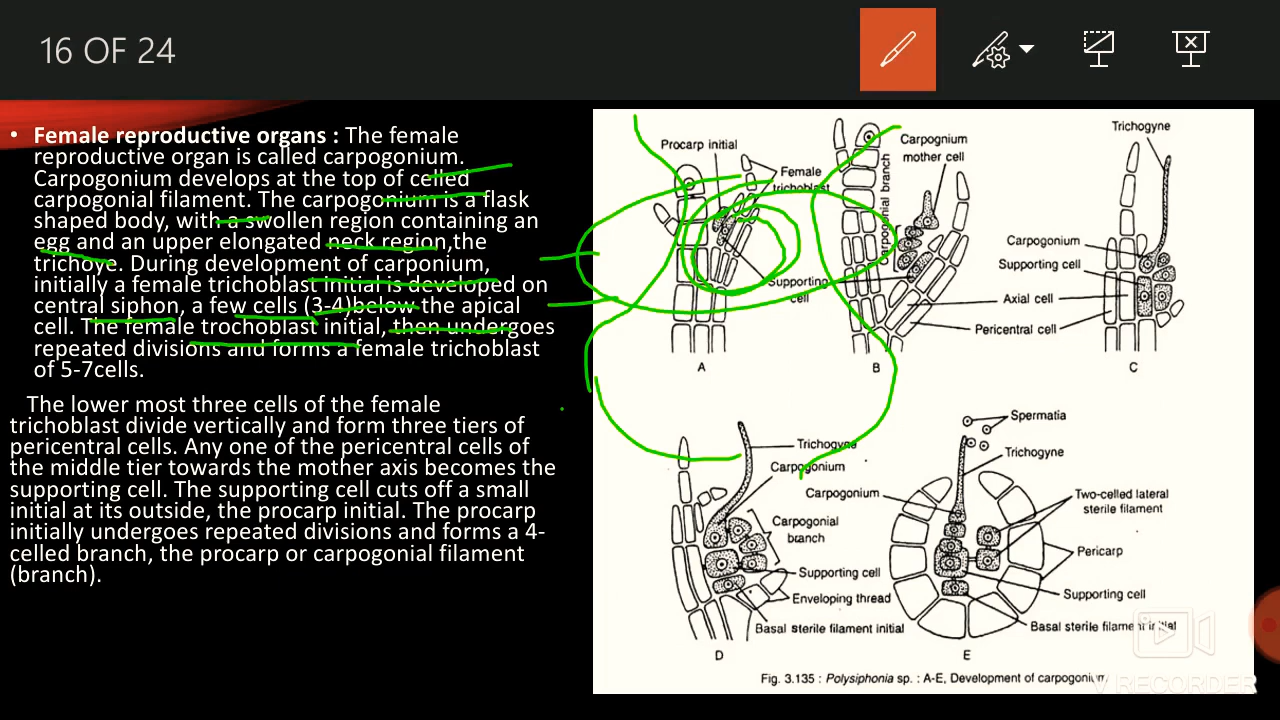 16 OF 24
• Female reproductive organs : The female
reproductive organ is called carpogonium.
Carpogonium develops at the top of celled
carpogonial filament. The carpogonium is a flask
shaped body, with a swollen region containing an
egg and an upper elongated neck region,the
trichoye. During development of carponium,
initially a female trichoblast initial is developed on
central siphon, a few cells (3-4)below the apical
cell. The female trochoblast initial, then undergoes
repeated divisions and forms a female trichoblast
of 5-7cells.
The lower most three cells of the female
trichoblast divide vertically and form three tiers of
pericentral cells. Any one of the pericentral cells of
the middle tier towards the mother axis becomes the
supporting cell. The supporting cell cuts off a small
initial at its outside, the procarp initial. The procarp
initially undergoes repeated divisions and forms a 4-
celled branch, the procarp or carpogonial filament
(branch).
Procarp initial
Female
trichoblast
Supporting
cell
A
Carpognium
mother cell
Carpogonial branch
B
Trichogyne
Carpogonium
Supporting cell
Axial cell
Pericentral cell
C
Trichogyne
Carpogonium
Carpogonial
branch
Supporting cell
Enveloping thread
Basal sterile filament initial
D
Spermatia
Trichogyne
Carpogonium
Two-celled lateral
sterile filament
Pericarp
Supporting cell
Basal sterile filament initial
E
Fig. 3.135 : Polysiphonia sp. : A-E, Development of carpogonium
V RECORDER